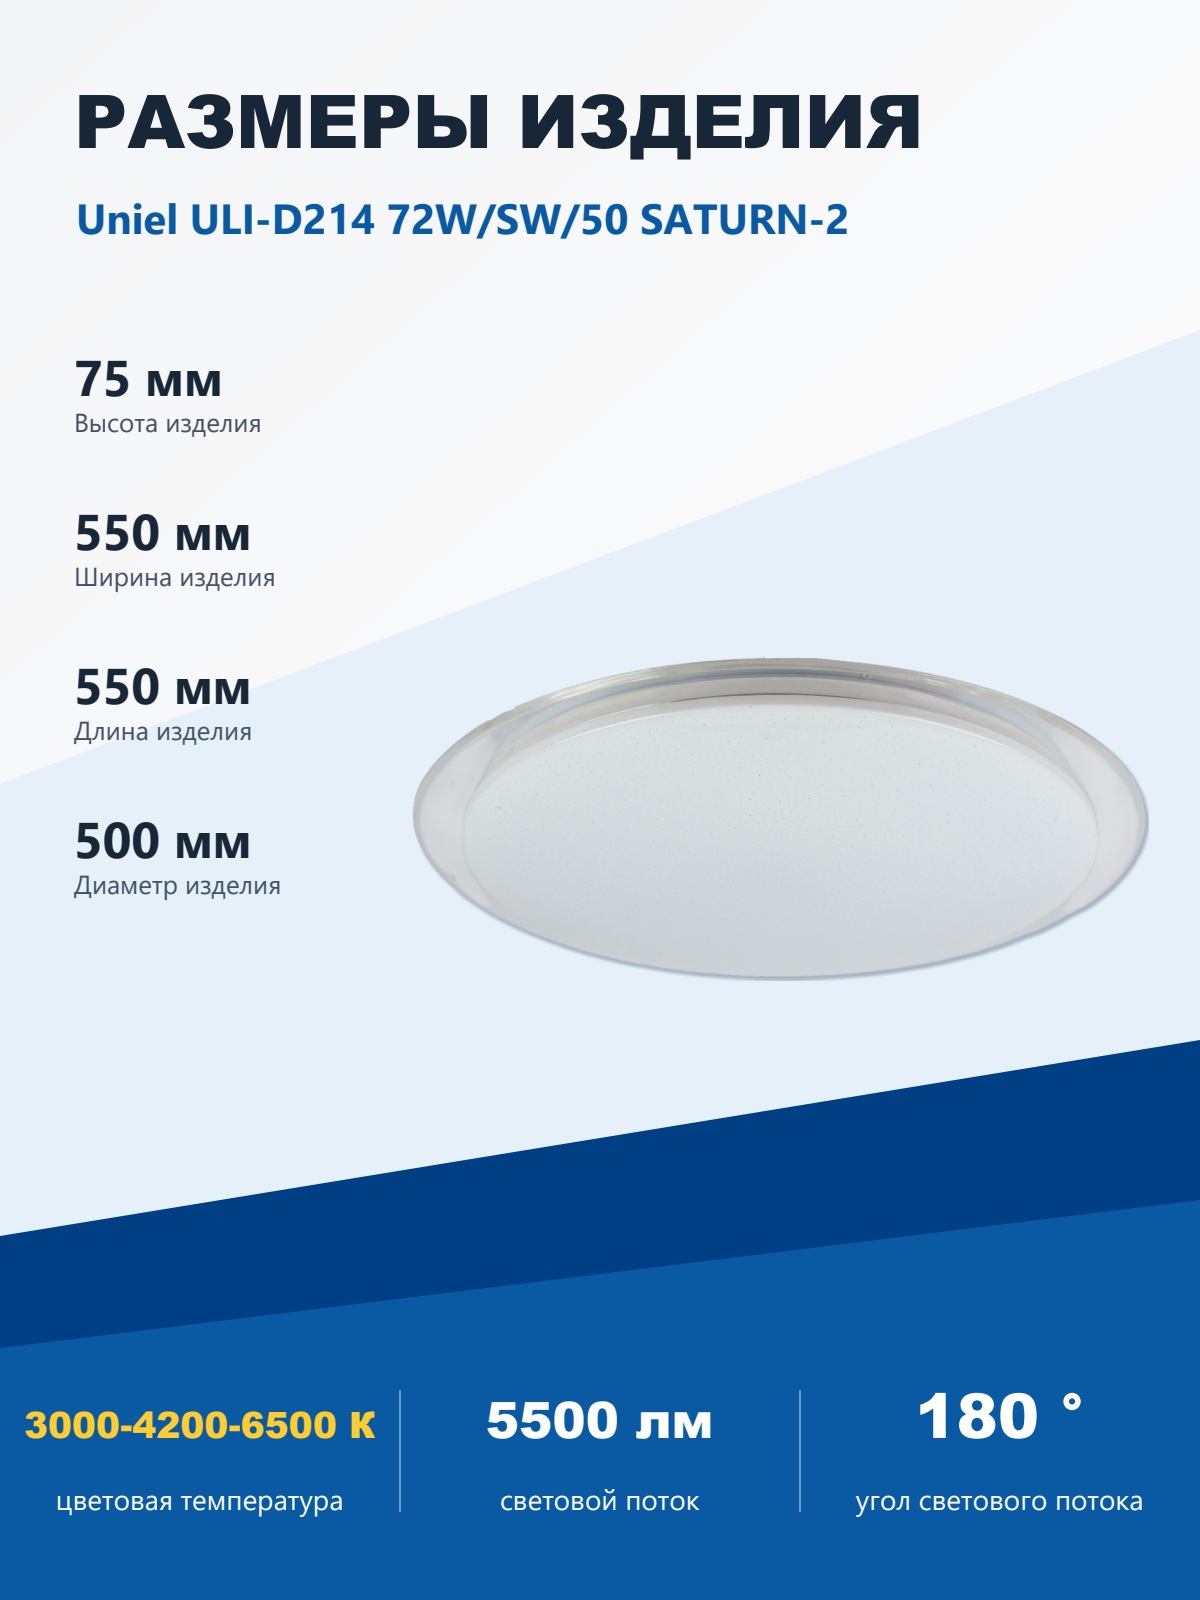 РАЗМЕРЫ ИЗДЕЛИЯ
Uniel ULI-D214 72W/SW/50 SATURN-2
75 мм
Высота изделия
550 мм
Ширина изделия
550 мм
Длина изделия
500 мм
Диаметр изделия
3000-4200-6500 К
цветовая температура
5500 лм
световой поток
180 °
угол светового потока